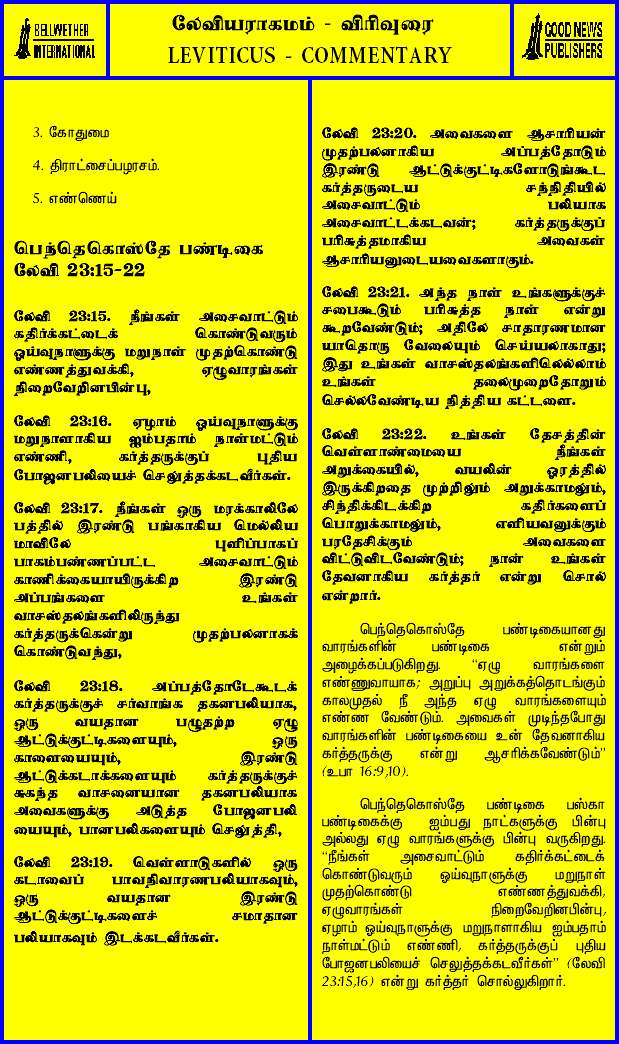 BELLWETHER
INTERNATIONAL
லேவியராகமம் - விரிவுரை
LEVITICUS - COMMENTARY
GOOD NEWS
PUBLISHERS
3. கோதுமை
4. திராட்சைப்பழரசம்.
5. எண்ணெய்
பெந்தெகொஸ்தே பண்டிகை
லேவி 23:15-22
லேவி 23:15. நீங்கள் அசைவாட்டும்
கதிர்க்கட்டைக் கொண்டுவரும்
ஓய்வுநாளுக்கு மறுநாள் முதற்கொண்டு
எண்ணத்துவக்கி, ஏழுவாரங்கள்
நிறைவேறினபின்பு,
லேவி 23:16. ஏழாம் ஓய்வுநாளுக்கு
மறுநாளாகிய ஐம்பதாம் நாள்மட்டும்
எண்ணி, கர்த்தருக்குப் புதிய
போஜனபலியைச் செலுத்தக்கடவீர்கள்.
லேவி 23:17. நீங்கள் ஒரு மரக்காலிலே
பத்தில் இரண்டு பங்காகிய மெல்லிய
மாவிலே புளிப்பாகப்
பாகம்பண்ணப்பட்ட அசைவாட்டும்
காணிக்கையாயிருக்கிற இரண்டு
அப்பங்களை உங்கள்
வாசஸ்தலங்களிலிருந்து
கர்த்தருக்கென்று முதற்பலனாகக்
கொண்டுவந்து,
லேவி 23:18. அப்பத்தோடேகூடக்
கர்த்தருக்குச் சர்வாங்க தகனபலியாக,
ஒரு வயதான பழுதற்ற ஏழு
ஆட்டுக்குட்டிகளையும், ஒரு
காளையையும், இரண்டு
ஆட்டுக்கடாக்களையும் கர்த்தருக்குச்
சுகந்த வாசனையான தகனபலியாக
அவைகளுக்கு அடுத்த போஜனபலி
யையும், பானபலிகளையும் செலுத்தி,
லேவி 23:19. வெள்ளாடுகளில் ஒரு
கடாவைப் பாவநிவாரணபலியாகவும்,
ஒரு வயதான இரண்டு
ஆட்டுக்குட்டிகளைச் சமாதான
பலியாகவும் இடக்கடவீர்கள்.
லேவி 23:20. அவைகளை ஆசாரியன்
முதற்பலனாகிய அப்பத்தோடும்
இரண்டு ஆட்டுக்குட்டிகளோடுங்கூட
கர்த்தருடைய சந்நிதியில்
அசைவாட்டும் பலியாக
அசைவாட்டக்கடவன்; கர்த்தருக்குப்
பரிசுத்தமாகிய அவைகள்
ஆசாரியனுடையவைகளாகும்.
லேவி 23:21. அந்த நாள் உங்களுக்குச்
சபைகூடும் பரிசுத்த நாள் என்று
கூறவேண்டும்; அதிலே சாதாரணமான
யாதொரு வேலையும் செய்யலாகாது;
இது உங்கள் வாசஸ்தலங்களிலெல்லாம்
உங்கள் தலைமுறைதோறும்
செல்லவேண்டிய நித்திய கட்டளை.
லேவி 23:22. உங்கள் தேசத்தின்
வெள்ளாண்மையை நீங்கள்
அறுக்கையில், வயலின் ஓரத்தில்
இருக்கிறதை முற்றிலும் அறுக்காமலும்,
சிந்திக்கிடக்கிற கதிர்களைப்
பொறுக்காமலும், எளியவனுக்கும்
பரதேசிக்கும் அவைகளை
விட்டுவிடவேண்டும்; நான் உங்கள்
தேவனாகிய கர்த்தர் என்று சொல்
என்றார்.
பெந்தெகொஸ்தே பண்டிகையானது
வாரங்களின் பண்டிகை என்றும்
அழைக்கப்படுகிறது. “ஏழு வாரங்களை
எண்ணுவாயாக; அறுப்பு அறுக்கத்தொடங்கும்
காலமுதல் நீ அந்த ஏழு வாரங்களையும்
எண்ண வேண்டும். அவைகள் முடிந்தபோது
வாரங்களின் பண்டிகையை உன் தேவனாகிய
கர்த்தருக்கு என்று ஆசரிக்கவேண்டும்”
(உபா 16:9,10).
பெந்தெகொஸ்தே பண்டிகை பஸ்கா
பண்டிகைக்கு ஐம்பது நாட்களுக்கு பின்பு
அல்லது ஏழு வாரங்களுக்கு பின்பு வருகிறது.
“நீங்கள் அசைவாட்டும் கதிர்க்கட்டைக்
கொண்டுவரும் ஓய்வுநாளுக்கு மறுநாள்
முதற்கொண்டு எண்ணத்துவக்கி,
ஏழுவாரங்கள் நிறைவேறினபின்பு,
ஏழாம் ஓய்வுநாளுக்கு மறுநாளாகிய ஐம்பதாம்
நாள்மட்டும் எண்ணி, கர்த்தருக்குப் புதிய
போஜனபலியைச் செலுத்தக்கடவீர்கள்” (லேவி
23:15,16) என்று கர்த்தர் சொல்லுகிறார்.